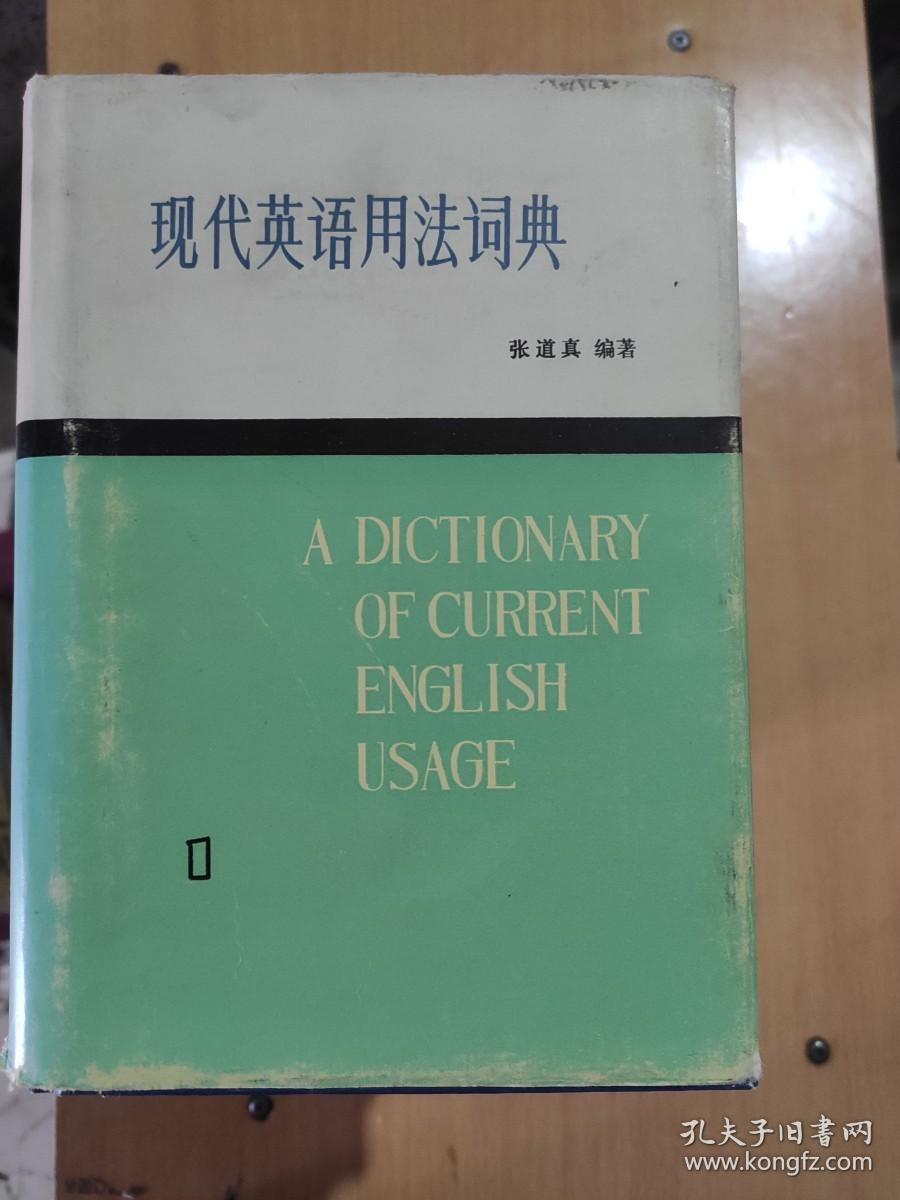 现代英语用法词典
张道真 编著
A DICTIONARY
OF CURRENT
ENGLISH
USAGE
孔夫子旧书网
www.kongfz.com